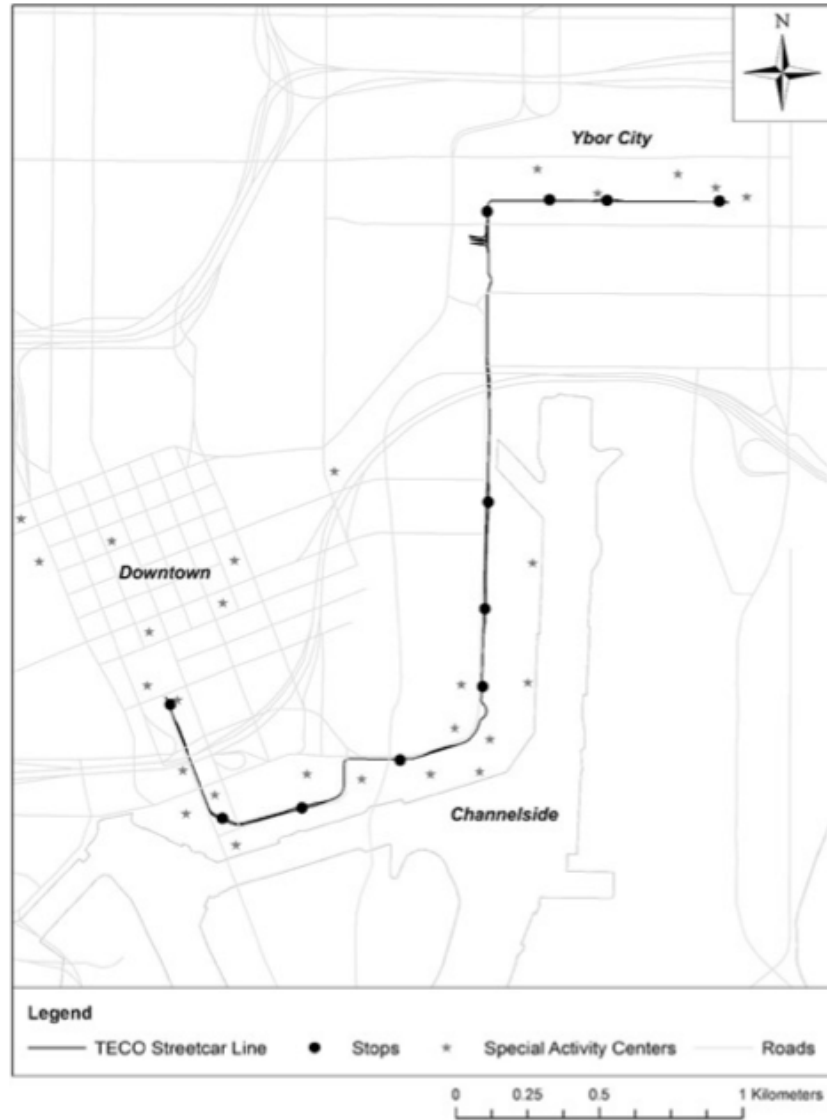 N
Ybor City
Downtown
Channelside
Legend
TECO Streetcar Line Stops Special Activity Centers Roads
0 0.25 0.5 1 Kilometers